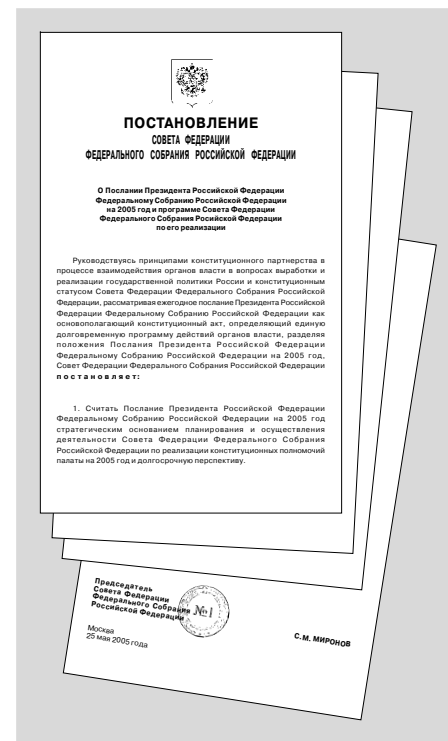 ПОСТАНОВЛЕНИЕ
СОВЕТА ФЕДЕРАЦИИ
ФЕДЕРАЛЬНОГО СОБРАНИЯ РОССИЙСКОЙ ФЕДЕРАЦИИ
О Послании Президента Российской Федерации
Федеральному Собранию Российской Федерации
на 2005 год и программе Совета Федерации
Федерального Собрания Росийской Федерации
по его реализации
Руководствуясь принципами конституционного партнерства в
процессе взаимодействия органов власти в вопросах выработки и
реализации государственной политики России и конституционным
статусом Совета Федерации Федерального Собрания Российской
Федерации, рассматривая ежегодное послание Президента Российской
Федерации Федеральному Собранию Российской Федерации как
основополагающий конституционный акт, определяющий единую
долговременную программу действий органов власти, разделяя
положения Послания Президента Российской Федерации
Федеральному Собранию Российской Федерации на 2005 год,
Совет Федерации Федерального Собрания Российской Федерации
постановляет:
1. Считать Послание Президента Российской Федерации
Федеральному Собранию Российской Федерации на 2005 год
стратегическим основанием планирования и осуществления
деятельности Совета Федерации Федерального Собрания
Российской Федерации по реализации конституционных полномочий
палаты на 2005 год и долгосрочную перспективу.
Председатель
Совета Федерации
Федерального Собрания
Российской Федерации
№1
С.М. МИРОНОВ
Москва
25 мая 2005 года